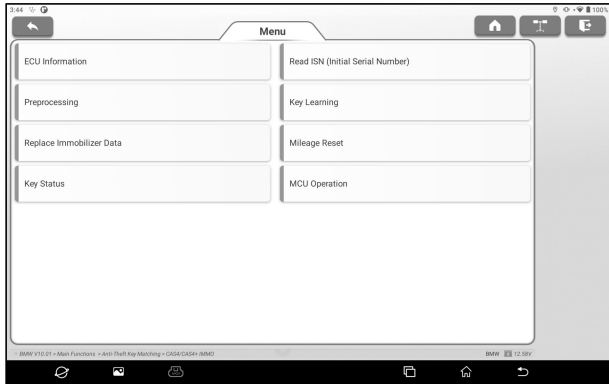 3:44
100%
Menu
ECU Information
Read ISN (Initial Serial Number)
Preprocessing
Key Learning
Replace Immobilizer Data
Mileage Reset
Key Status
MCU Operation
BMW V10.01 > Main Functions > Anti-Theft Key Matching > CAS4/CAS4+ IMMO
BMW 12.58V